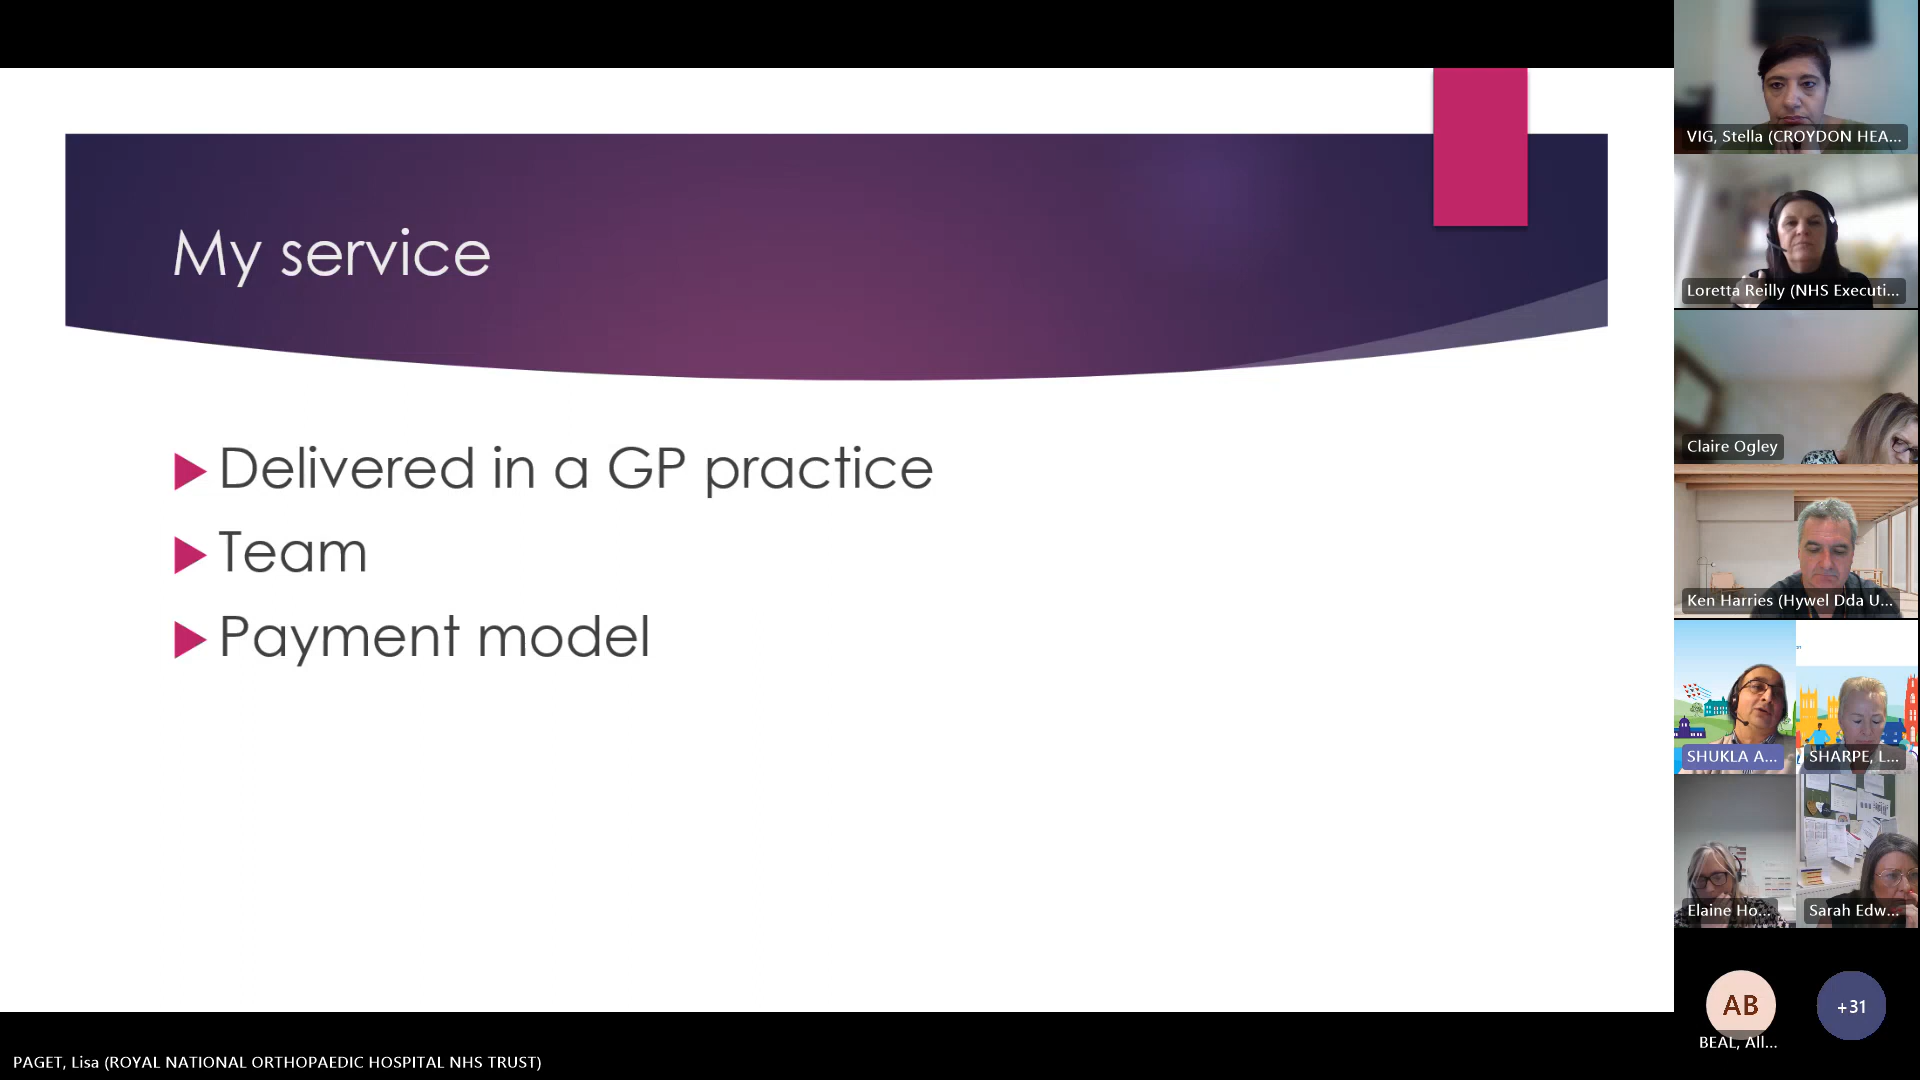 My service
Delivered in a GP practice
Team
Payment model
VIG, Stella (CROYDON HEA...
Loretta Reilly (NHS Executi...
Claire Ogley
Ken Harries (Hywel Dda U...
SHUKLA A...
SHARPE, L...
Elaine Ho...
Sarah Edw...
AB
+31
BEAL, All...
PAGET, Lisa (ROYAL NATIONAL ORTHOPAEDIC HOSPITAL NHS TRUST)